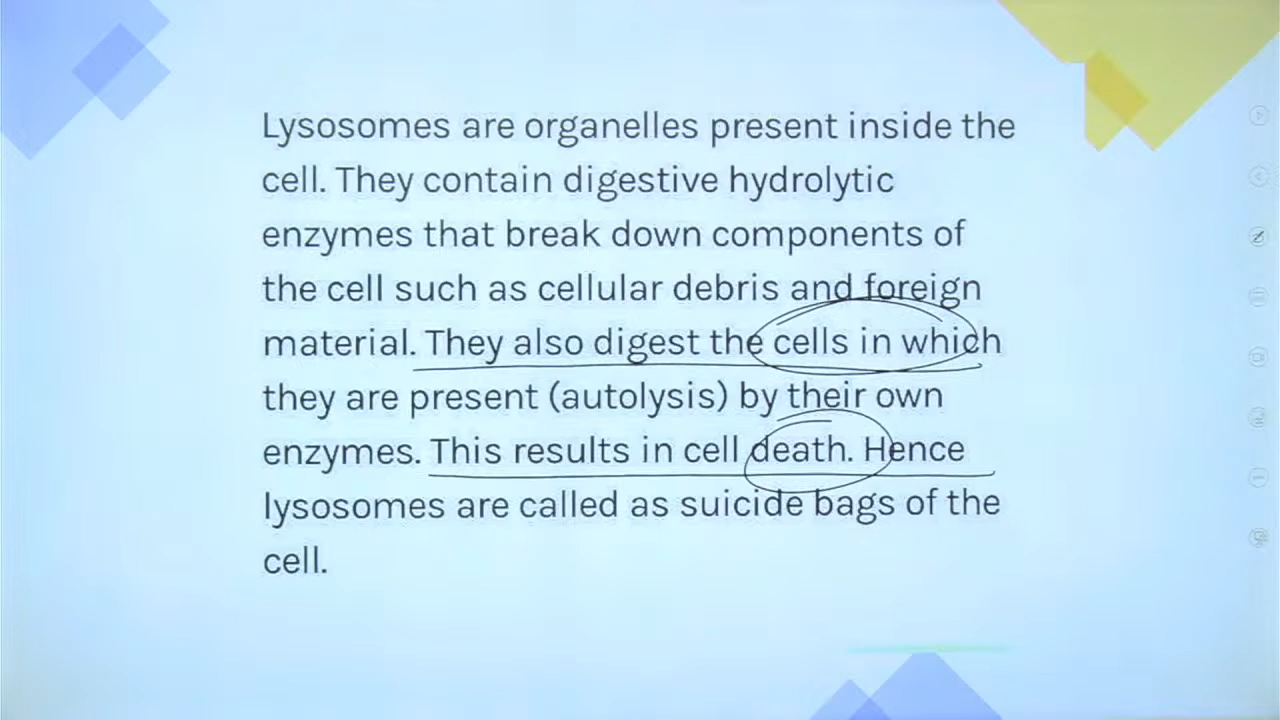 Lysosomes are organelles present inside the
cell. They contain digestive hydrolytic
enzymes that break down components of
the cell such as cellular debris and foreign
material. They also digest the cells in which
they are present (autolysis) by their own
enzymes. This results in cell death. Hence
lysosomes are called as suicide bags of the
cell.